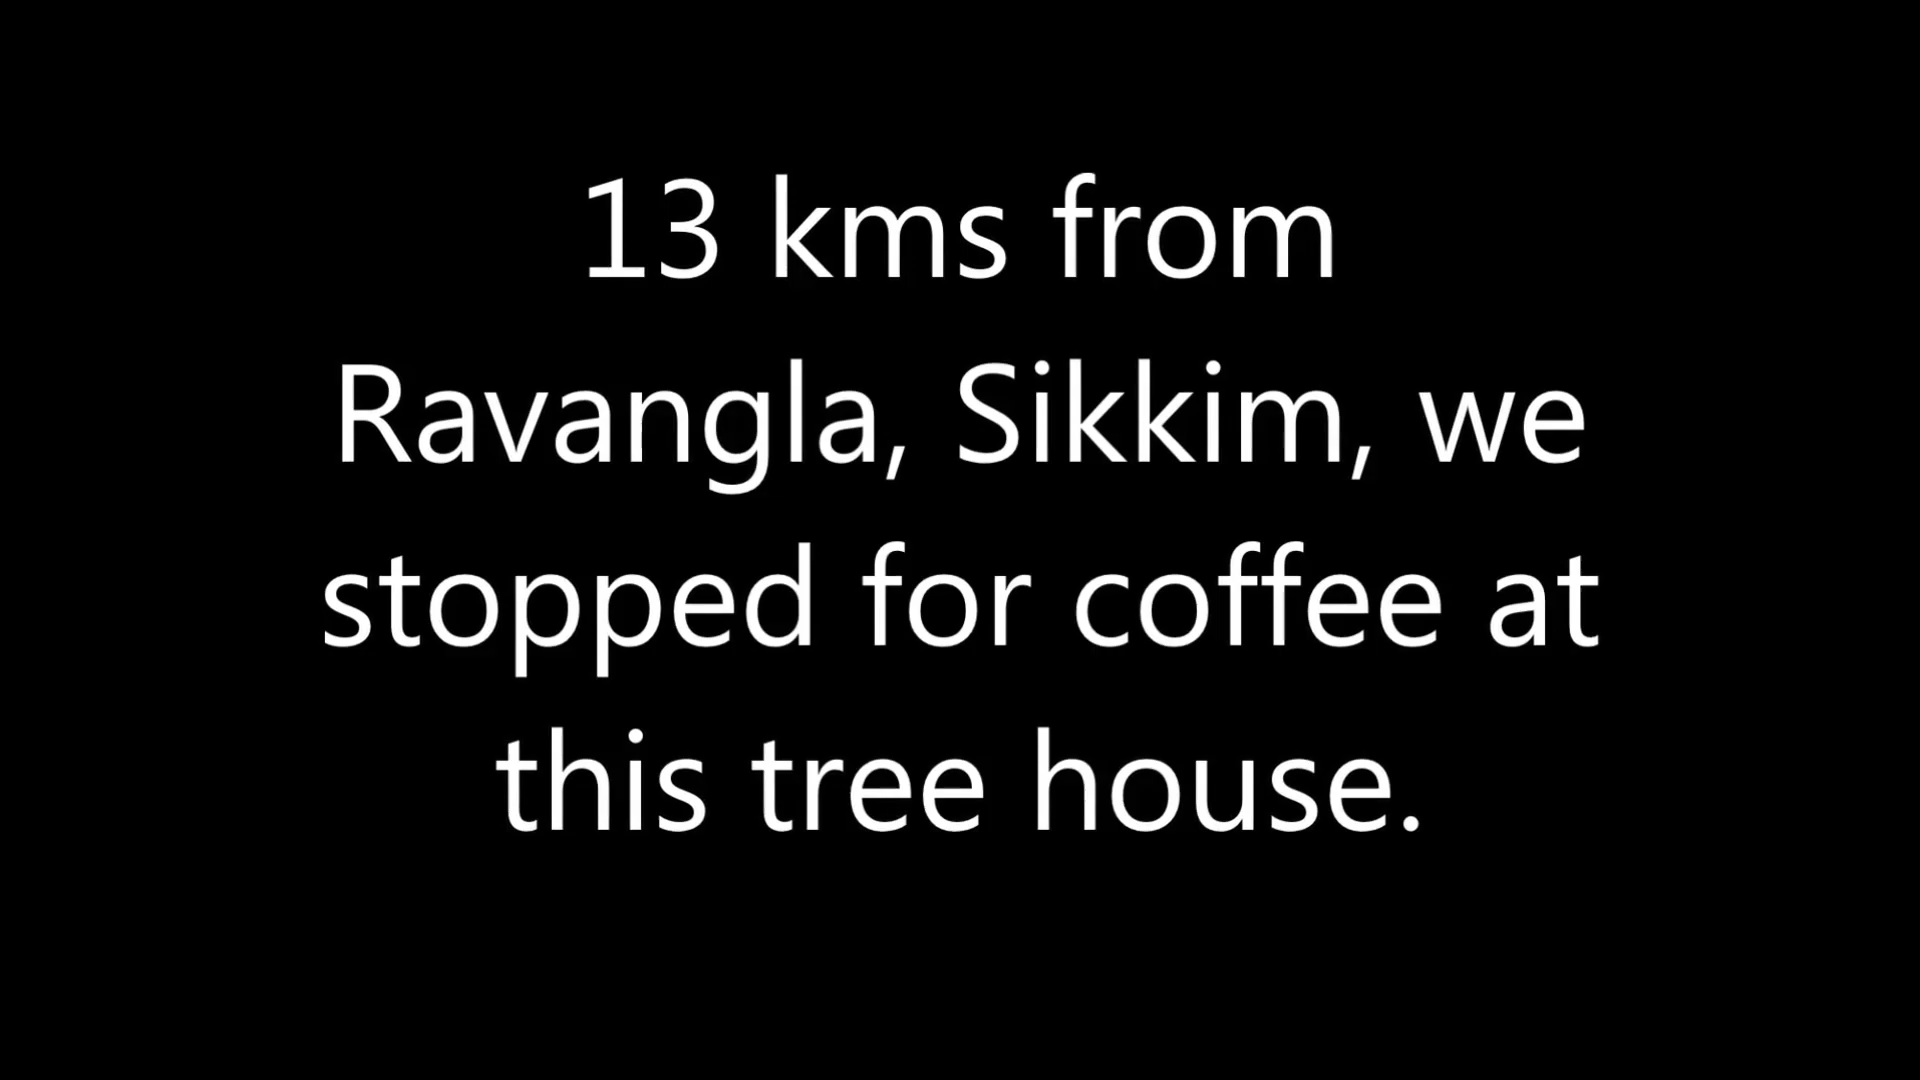 13 kms from
Ravangla, Sikkim, we
stopped for coffee at
this tree house.